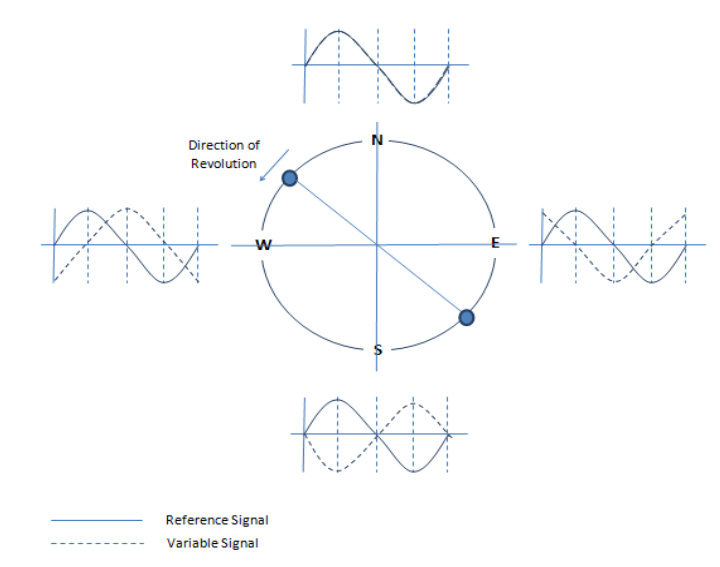 Direction of
Revolution
N
W
E
S
Reference Signal
Variable Signal